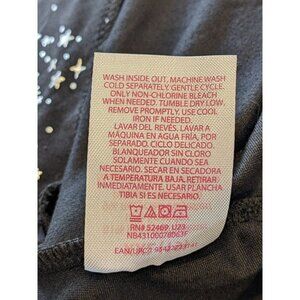 WASH INSIDE OUT. MACHINE WASH
COLD SEPARATELY, GENTLE CYCLE.
ONLY NON-CHLORINE BLEACH
WHEN NEEDED. TUMBLE DRY LOW
REMOVE PROMPTLY. USE COOL
IRON IF NEEDED.
LAVAR DEL REVÉS. LAVAR A
MÁQUINA EN AGUA FRÍA, POR
SEPARADO. CICLO DELICADO.
BLANQUEADOR SIN CLORO
SOLAMENTE CUANDO SEA
NECESARIO. SECAR EN SECADORA
A TEMPERATURA BAJA. RETIRAR
INMEDIATAMENTE. USAR PLANCHA
TIBIA SI ES NECESARIO.
RN# 52469 U23
EAN/UPC#